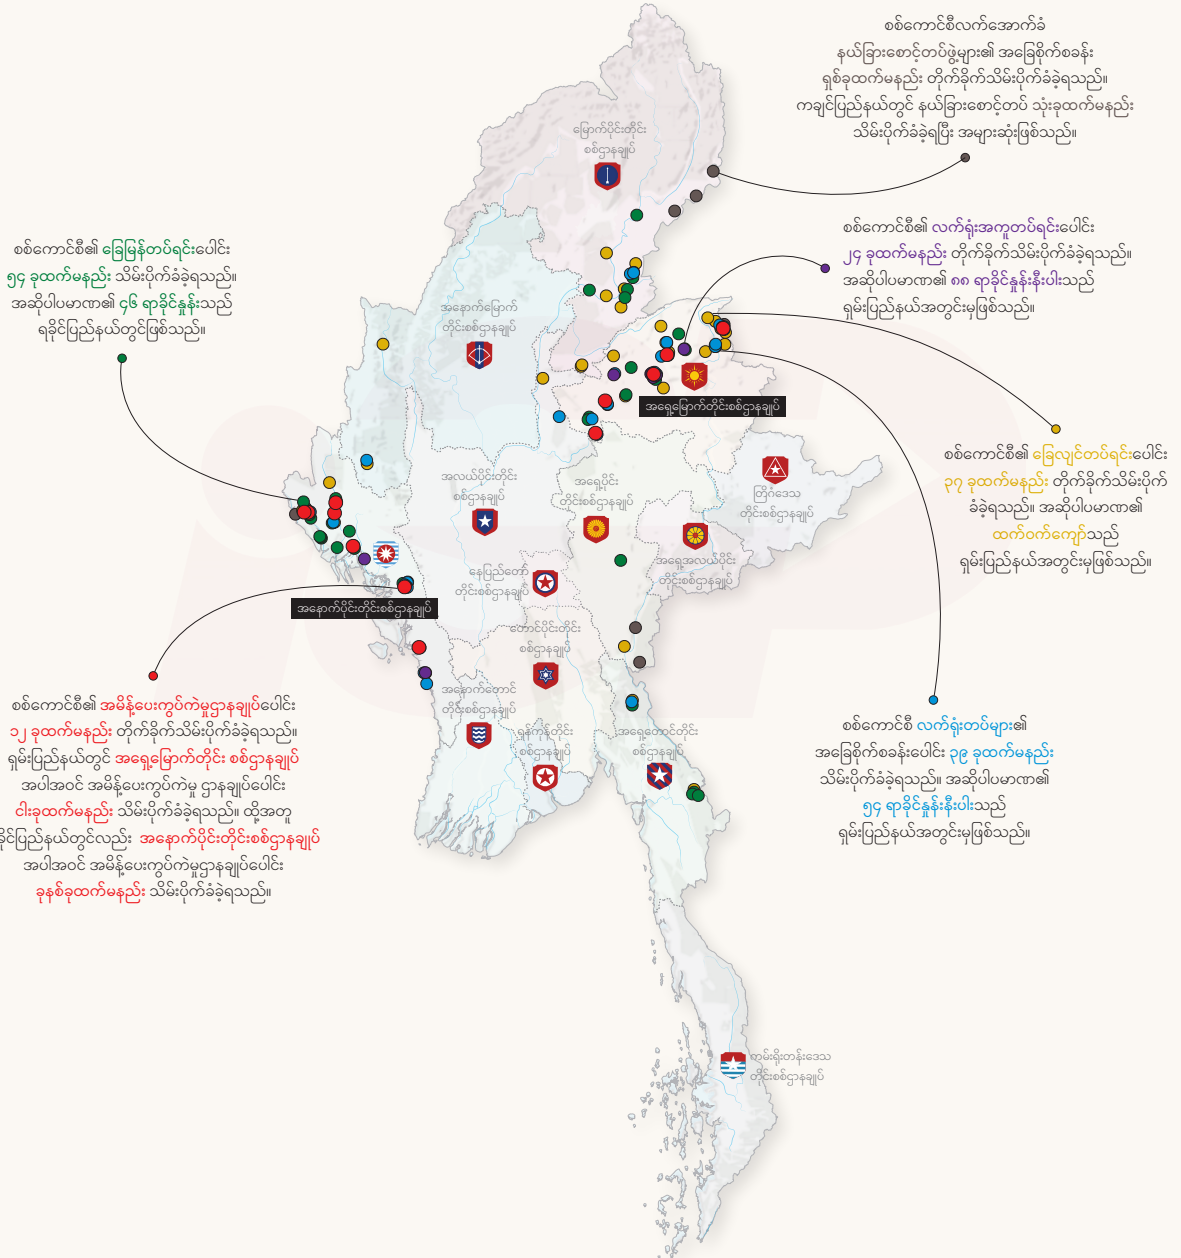 စစ်ကောင်စီလက်အောက်ခံ
နယ်ခြားစောင့်တပ်ဖွဲ့များ၏ အခြေစိုက်စခန်း
ရှစ်ခုထက်မနည်း တိုက်ခိုက်သိမ်းပိုက်ခံခဲ့ရသည်။
ကချင်ပြည်နယ်တွင် နယ်ခြားစောင့်တပ် သုံးခုထက်မနည်း
သိမ်းပိုက်ခံခဲ့ရပြီး အများဆုံးဖြစ်သည်။
မြောက်ပိုင်းတိုင်း
စစ်ဌာနချုပ်
စစ်ကောင်စီ၏ လက်ရုံးအကူတပ်ရင်းပေါင်း
၂၄ ခုထက်မနည်း တိုက်ခိုက်သိမ်းပိုက်ခံခဲ့ရသည်။
အဆိုပါပမာဏ၏ ၈၈ ရာခိုင်နှုန်းနီးပါးသည်
ရှမ်းပြည်နယ်အတွင်းမှဖြစ်သည်။
စစ်ကောင်စီ၏ ခြေမြန်တပ်ရင်းပေါင်း
၅၄ ခုထက်မနည်း သိမ်းပိုက်ခံခဲ့ရသည်။
အဆိုပါပမာဏ၏ ၄၆ ရာခိုင်နှုန်းသည်
ရခိုင်ပြည်နယ်တွင်ဖြစ်သည်။
အနောက်မြောက်
တိုင်းစစ်ဌာနချုပ်
အရှေ့မြောက်တိုင်းစစ်ဌာနချုပ်
စစ်ကောင်စီ၏ ခြေလျင်တပ်ရင်းပေါင်း
၃၇ ခုထက်မနည်း တိုက်ခိုက်သိမ်းပိုက်
ခံခဲ့ရသည်။ အဆိုပါပမာဏ၏
ထက်ဝက်ကျော်သည်
ရှမ်းပြည်နယ်အတွင်းမှဖြစ်သည်။
အလယ်ပိုင်းတိုင်း
စစ်ဌာနချုပ်
အရှေ့ပိုင်း
တိုင်းစစ်ဌာနချုပ်
တြိဂံဒေသ
တိုင်းစစ်ဌာနချုပ်
အရှေ့အလယ်ပိုင်း
တိုင်းစစ်ဌာနချုပ်
နေပြည်တော်
တိုင်းစစ်ဌာနချုပ်
အနောက်ပိုင်းတိုင်းစစ်ဌာနချုပ်
တောင်ပိုင်းတိုင်း
စစ်ဌာနချုပ်
အနောက်တောင်
တိုင်းစစ်ဌာနချုပ်
ရန်ကုန်တိုင်း
စစ်ဌာနချုပ်
အရှေ့တောင်တိုင်း
စစ်ဌာနချုပ်
စစ်ကောင်စီ၏ အမိန့်ပေးကွပ်ကဲမှုဌာနချုပ်ပေါင်း
၁၂ ခုထက်မနည်း တိုက်ခိုက်သိမ်းပိုက်ခံခဲ့ရသည်။
ရှမ်းပြည်နယ်တွင် အရှေ့မြောက်တိုင်း စစ်ဌာနချုပ်
အပါအဝင် အမိန့်ပေးကွပ်ကဲမှု ဌာနချုပ်ပေါင်း
ငါးခုထက်မနည်း သိမ်းပိုက်ခံခဲ့ရသည်။ ထို့အတူ
ခိုင်ပြည်နယ်တွင်လည်း အနောက်ပိုင်းတိုင်းစစ်ဌာနချုပ်
အပါအဝင် အမိန့်ပေးကွပ်ကဲမှုဌာနချုပ်ပေါင်း
ခုနစ်ခုထက်မနည်း သိမ်းပိုက်ခံခဲ့ရသည်။
စစ်ကောင်စီ လက်ရုံးတပ်များ၏
အခြေစိုက်စခန်းပေါင်း ၃၉ ခုထက်မနည်း
သိမ်းပိုက်ခံခဲ့ရသည်။ အဆိုပါပမာဏ၏
၅၄ ရာခိုင်နှုန်းနီးပါးသည်
ရှမ်းပြည်နယ်အတွင်းမှဖြစ်သည်။
ကမ်းရိုးတန်းဒေသ
တိုင်းစစ်ဌာနချုပ်